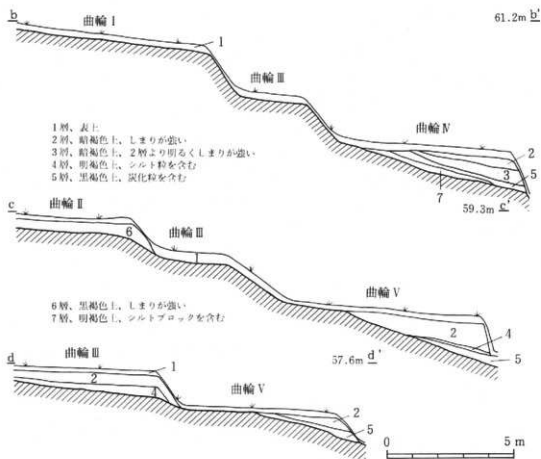 b 曲輪Ⅰ 61.2m b'
1
曲輪Ⅲ
1層、表土
2層、暗褐色土、しまりが強い
3層、暗褐色土、2層より明るくしまりが強い
4層、明褐色土、シルト粒を含む
5層、黒褐色土、炭化粒を含む
曲輪Ⅳ
2
3
5
7
59.3m c'
c 曲輪Ⅱ
6
曲輪Ⅲ
6層、黒褐色土、しまりが強い
7層、明褐色土、シルトブロックを含む
曲輪Ⅴ
2
4
5
57.6m d'
d 曲輪Ⅲ
1
2
4
曲輪Ⅴ
2
5
0 5 m